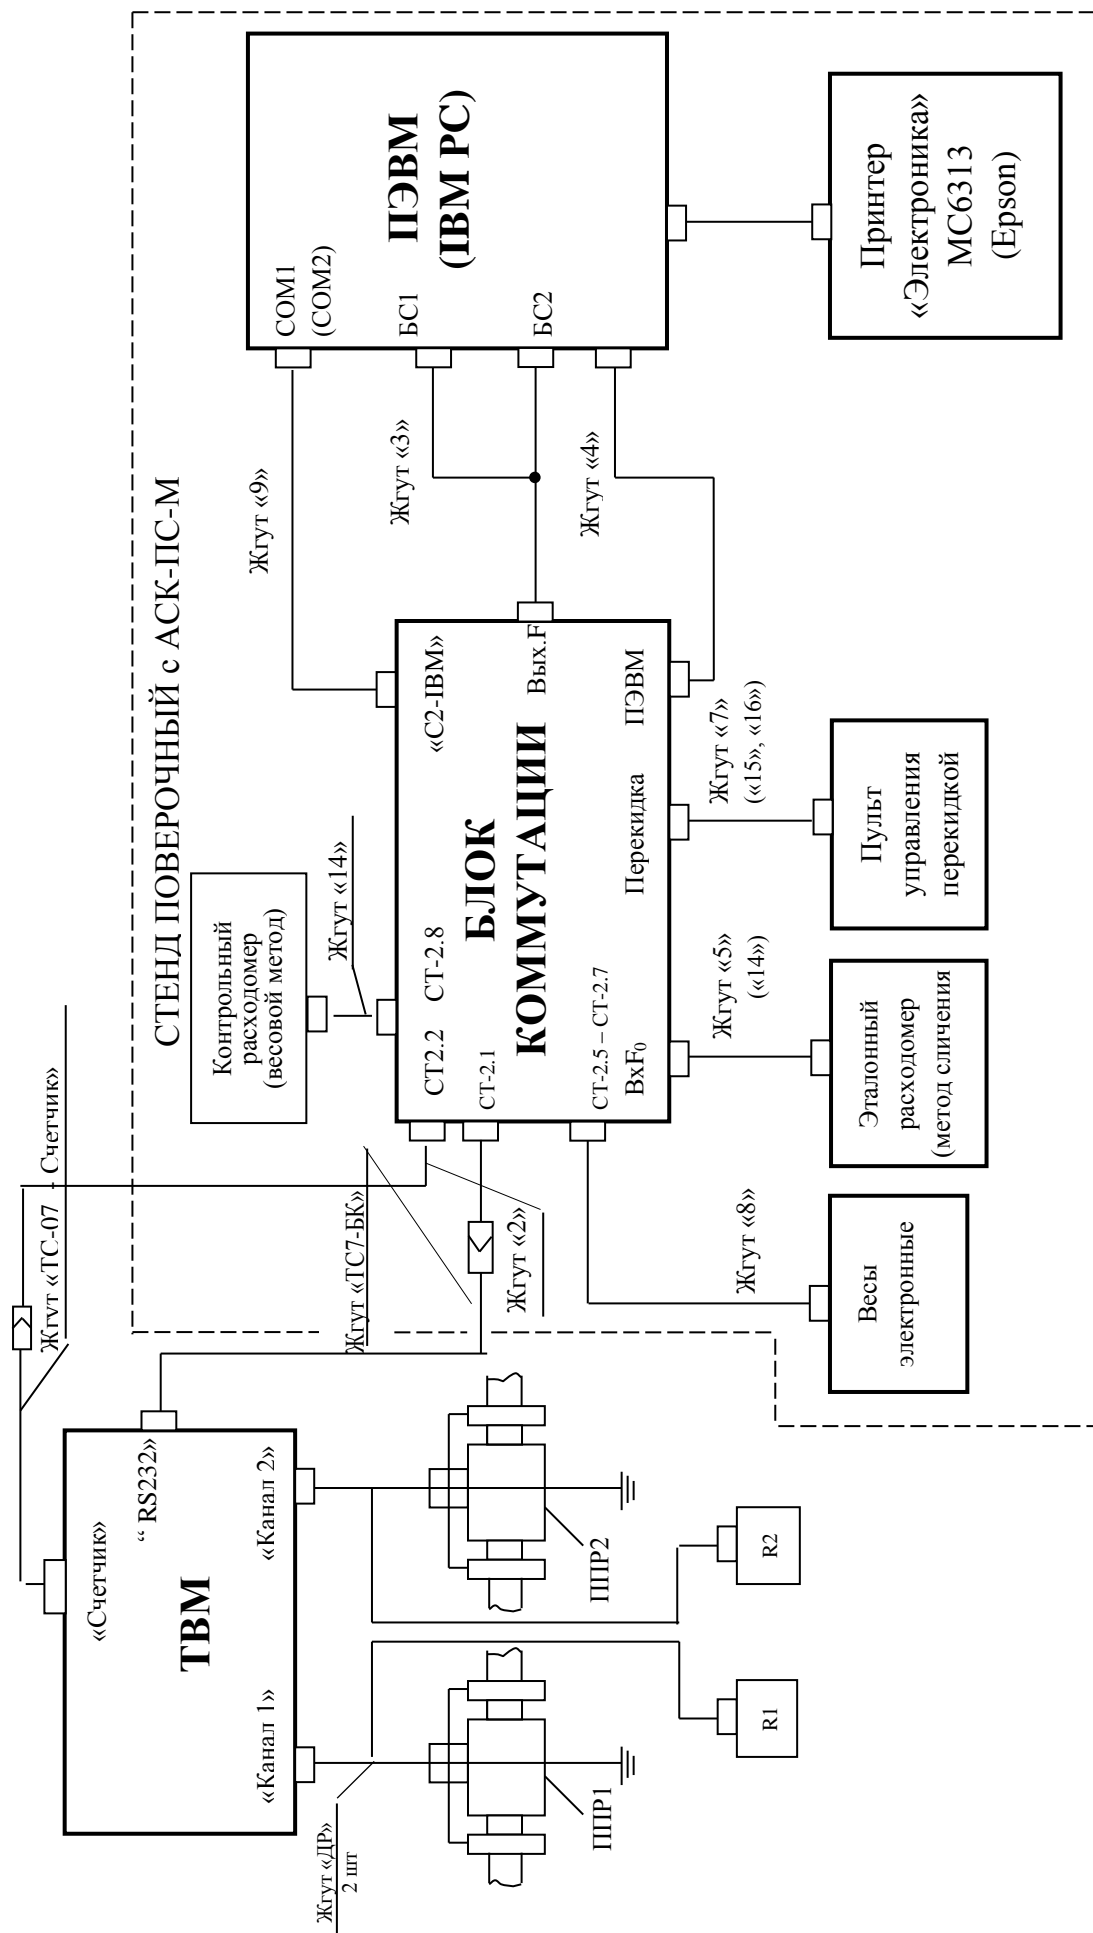 СТЕНД ПОВЕРОЧНЫЙ с АСК-ПС-М
Жгут «ТС-07 - Счетчик»
«Счетчик»
“ RS232»
ТВМ
«Канал 1»
«Канал 2»
Жгут «ДР»
2 шт
ППР1
ППР2
R1
R2
Жгут «ТС7-БК»
Жгут «2»
Контрольный
расходомер
(весовой метод)
Жгут «14»
СТ2.2
СТ-2.8
«С2-IBM»
СТ-2.1
БЛОК
КОММУТАЦИИ
Вых.F
СТ-2.5 – СТ-2.7
ВхF₀
Перекидка
ПЭВМ
Жгут «9»
Жгут «3»
Жгут «4»
COM1
(COM2)
БС1
БС2
ПЭВМ
(IBM PC)
Жгут «8»
Жгут «5»
(«14»)
Жгут «7»
(«15», «16»)
Весы
электронные
Эталонный
расходомер
(метод сличения
Пульт
управления
перекидкой
Принтер
«Электроника»
МС6313
(Epson)